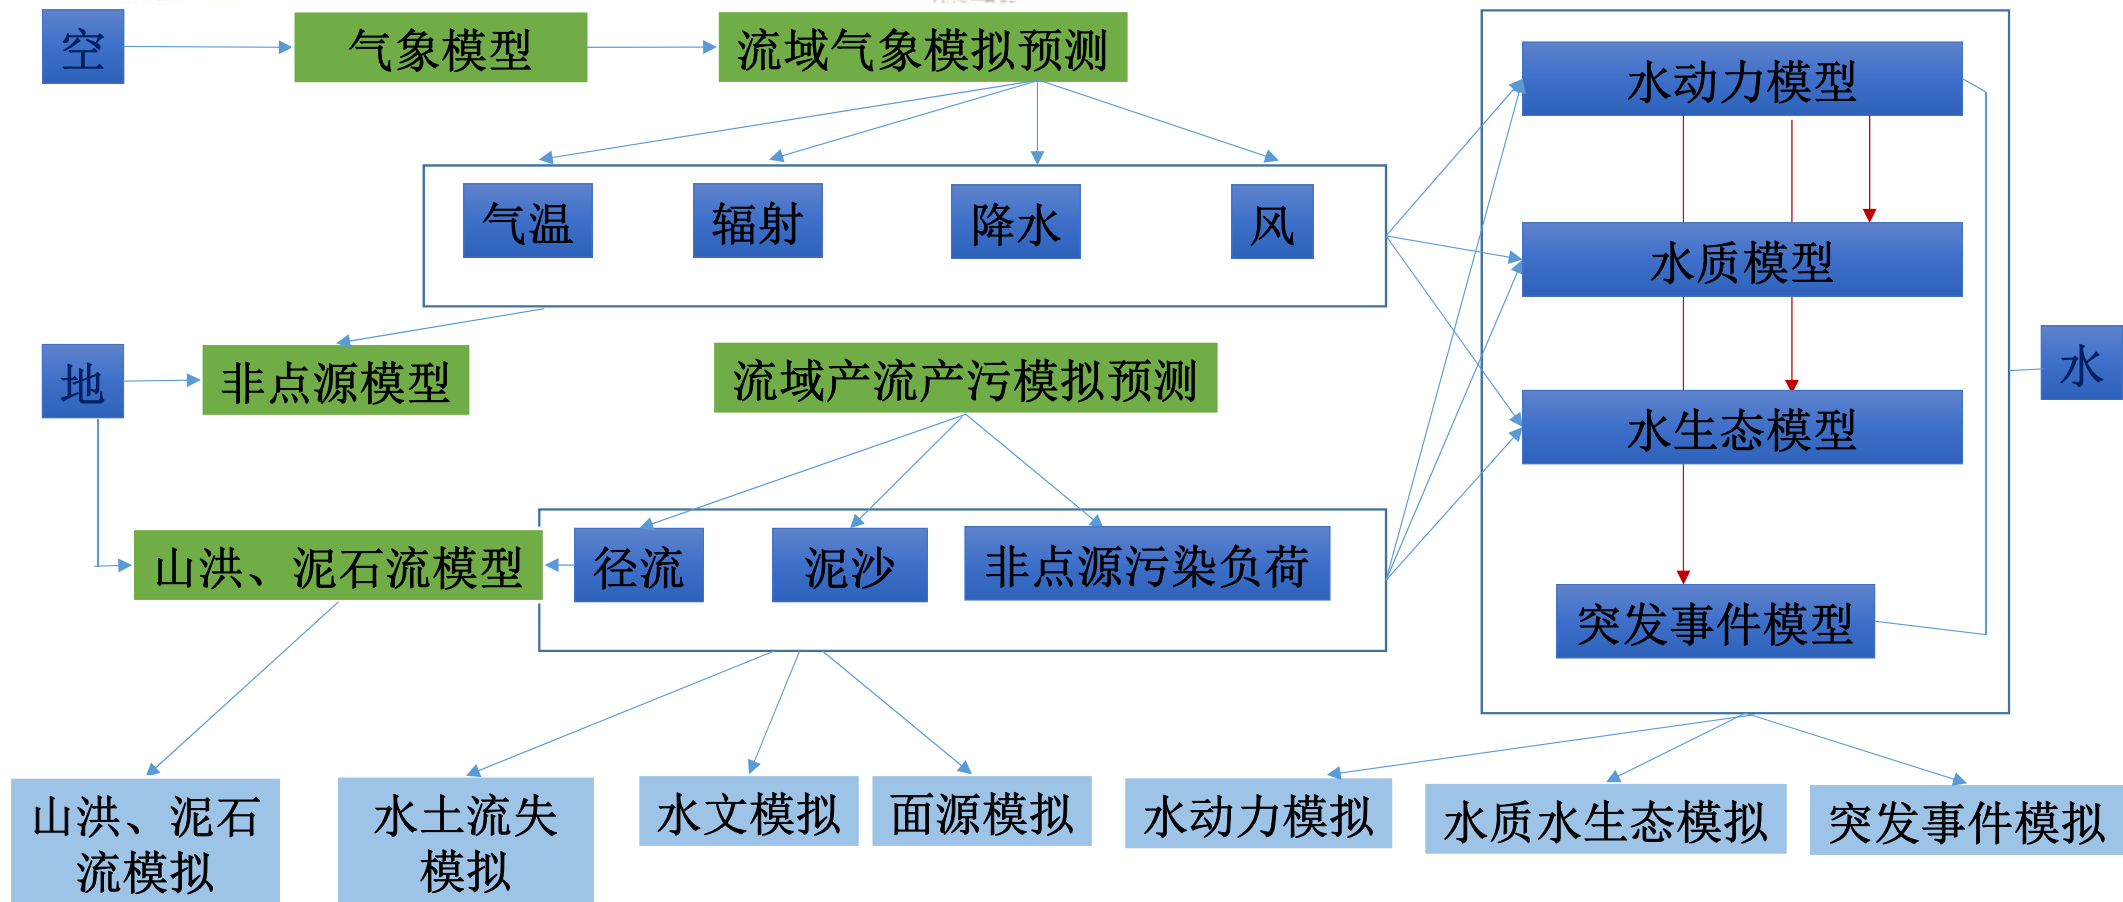 空
气象模型
流域气象模拟预测
气温
辐射
降水
风
地
非点源模型
流域产流产污模拟预测
山洪、泥石流模型
径流
泥沙
非点源污染负荷
水动力模型
水质模型
水生态模型
突发事件模型
水
山洪、泥石
流模拟
水土流失
模拟
水文模拟
面源模拟
水动力模拟
水质水生态模拟
突发事件模拟